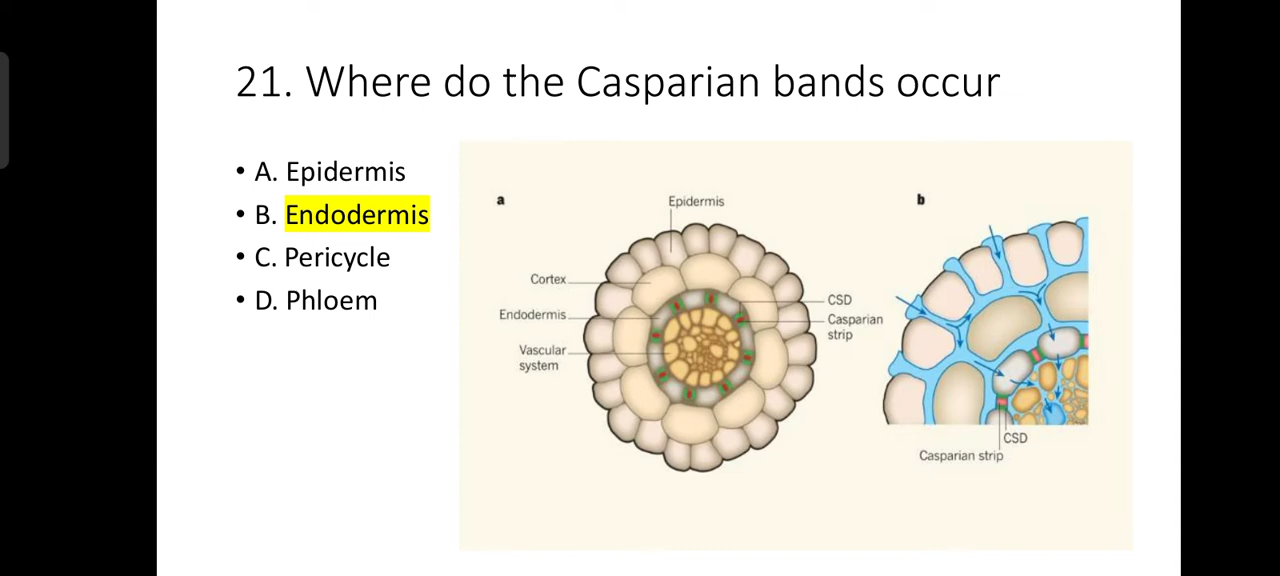 21. Where do the Casparian bands occur
• A. Epidermis
• B. Endodermis
• C. Pericycle
• D. Phloem
a
Epidermis
Cortex
Endodermis
Vascular
system
CSD
Casparian
strip
b
CSD
Casparian strip